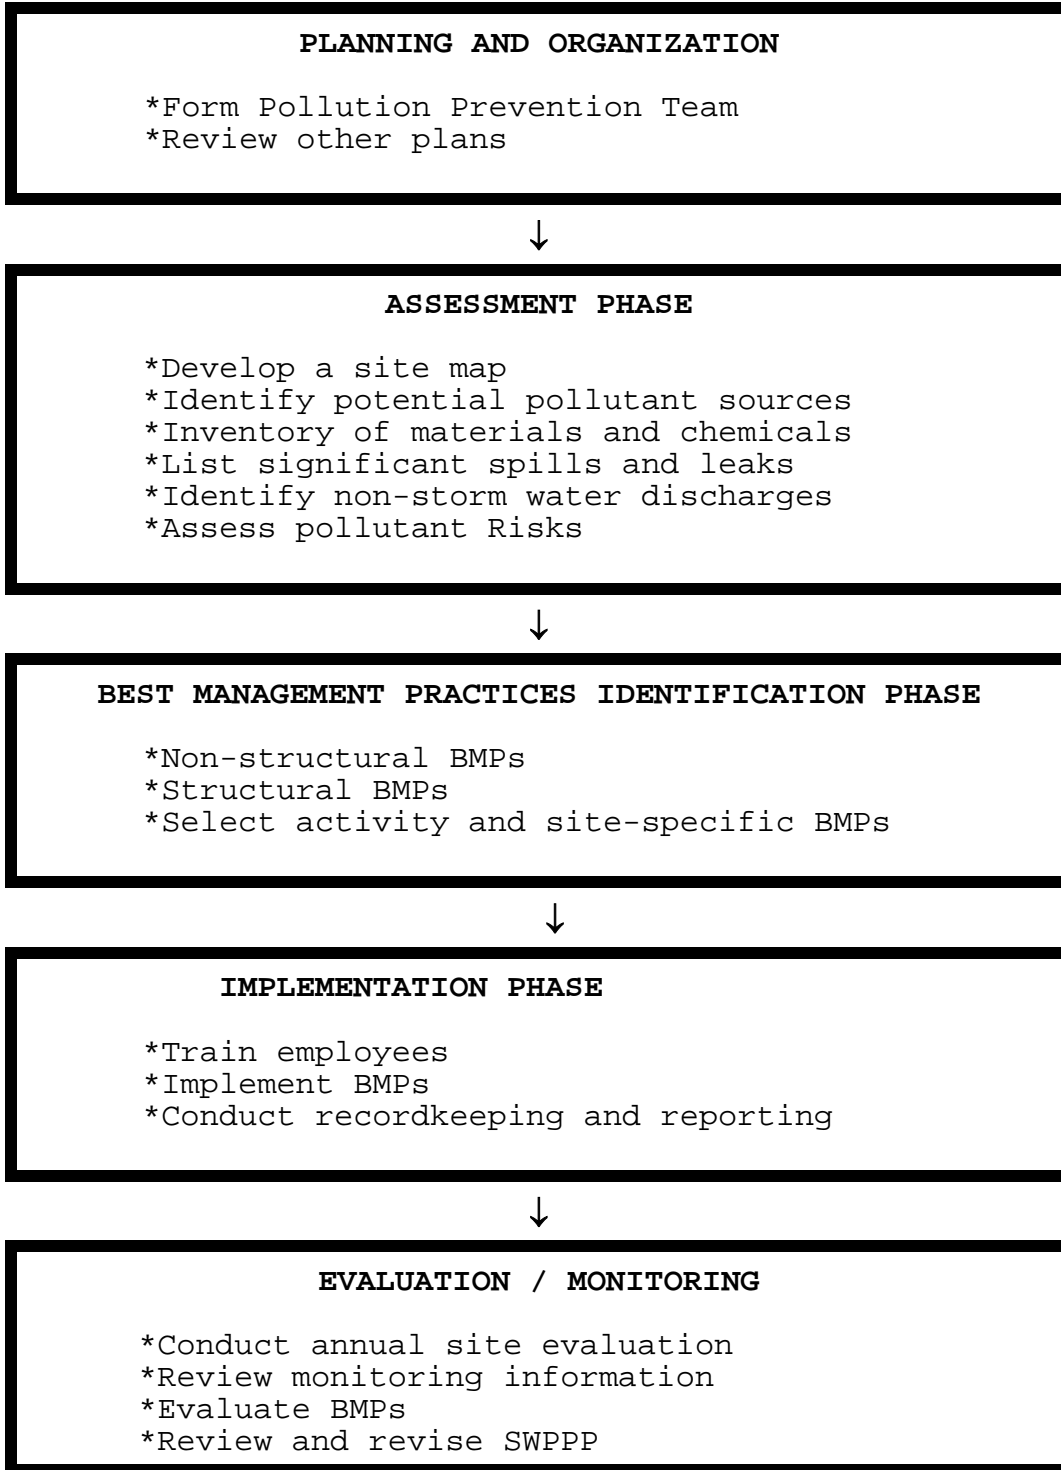 PLANNING AND ORGANIZATION
*Form Pollution Prevention Team
*Review other plans
↓
ASSESSMENT PHASE
*Develop a site map
*Identify potential pollutant sources
*Inventory of materials and chemicals
*List significant spills and leaks
*Identify non-storm water discharges
*Assess pollutant Risks
↓
BEST MANAGEMENT PRACTICES IDENTIFICATION PHASE
*Non-structural BMPs
*Structural BMPs
*Select activity and site-specific BMPs
↓
IMPLEMENTATION PHASE
*Train employees
*Implement BMPs
*Conduct recordkeeping and reporting
↓
EVALUATION / MONITORING
*Conduct annual site evaluation
*Review monitoring information
*Evaluate BMPs
*Review and revise SWPPP